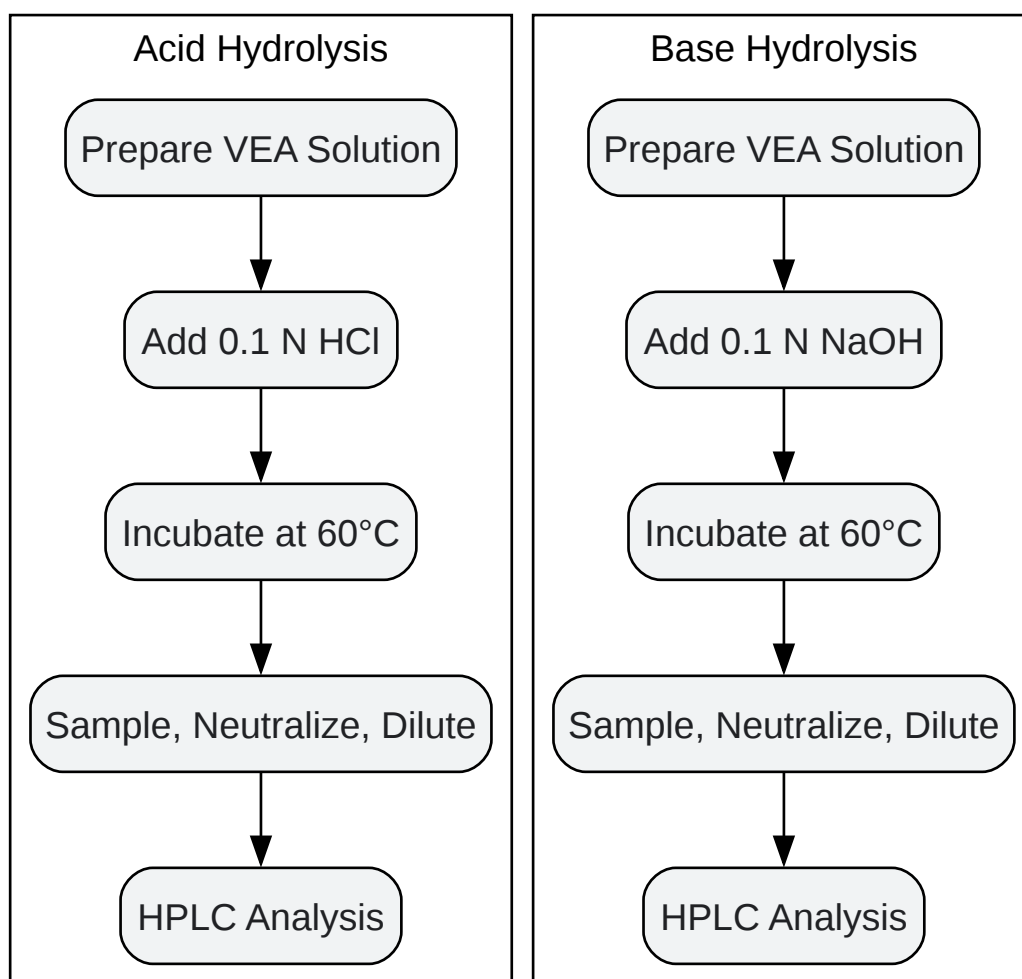 Acid Hydrolysis
Prepare VEA Solution
Add 0.1 N HCl
Incubate at 60°C
Sample, Neutralize, Dilute
HPLC Analysis
Base Hydrolysis
Prepare VEA Solution
Add 0.1 N NaOH
Incubate at 60°C
Sample, Neutralize, Dilute
HPLC Analysis